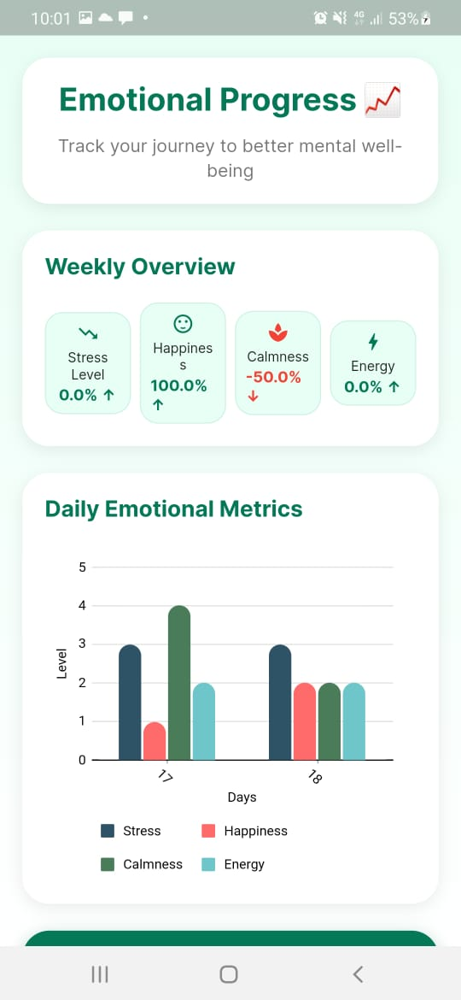 10:01
4G
53%
Emotional Progress 📈
Track your journey to better mental well-
being
Weekly Overview
Stress
Level
0.0% ↑
Happines
s
100.0%
↑
Calmness
-50.0%
↓
Energy
0.0% ↑
Daily Emotional Metrics
5
4
3
2
1
0
Level
17
18
Days
Stress
Happiness
Calmness
Energy